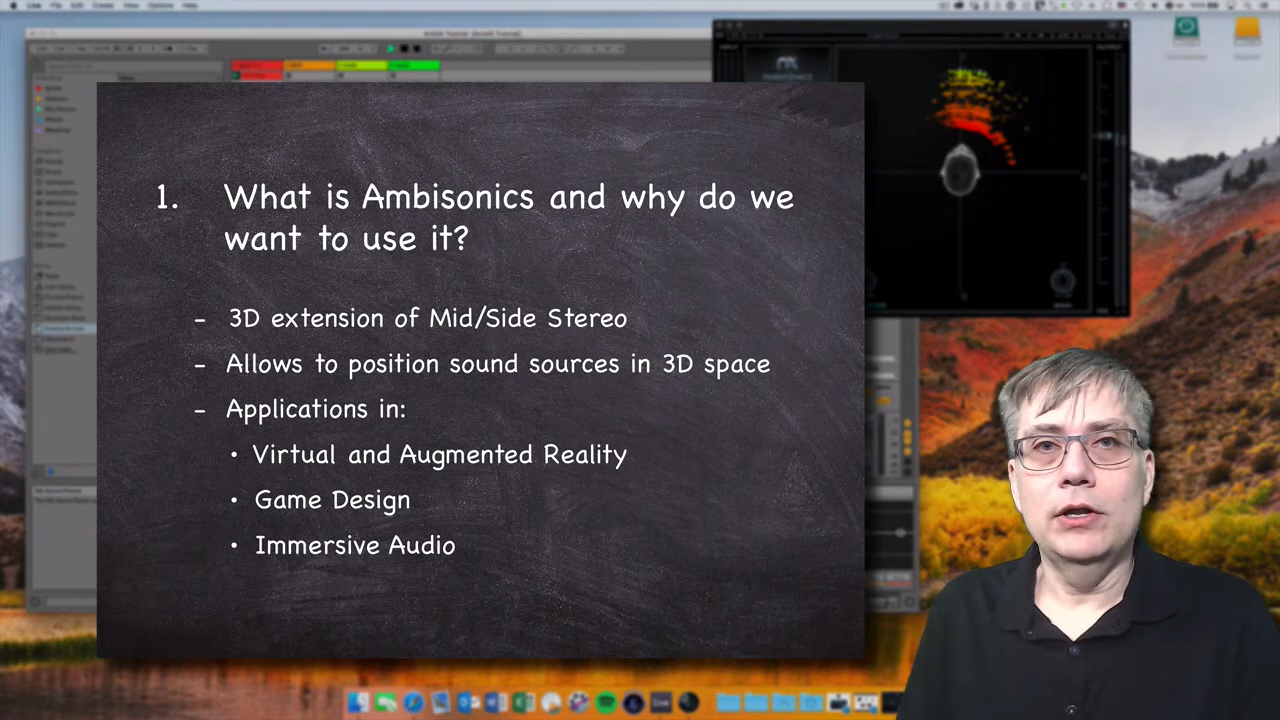 1. What is Ambisonics and why do we
want to use it?
- 3D extension of Mid/Side Stereo
- Allows to position sound sources in 3D space
- Applications in:
• Virtual and Augmented Reality
• Game Design
• Immersive Audio